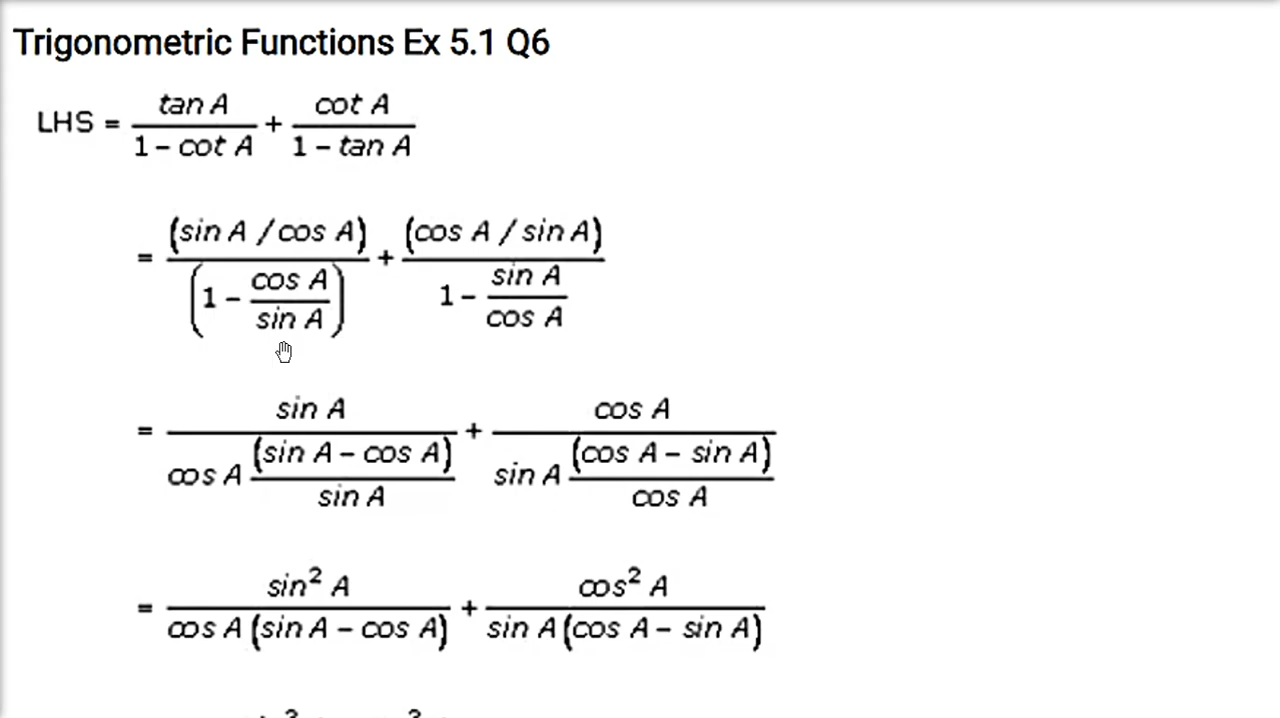 Trigonometric Functions Ex 5.1 Q6
LHS = tan A / (1 - cot A) + cot A / (1 - tan A)
= (sin A / cos A) / (1 - cos A / sin A) + (cos A / sin A) / 1 - sin A / cos A
= sin A / cos A (sin A - cos A) / sin A + cos A / sin A (cos A - sin A) / cos A
= sin² A / cos A (sin A - cos A) + cos² A / sin A (cos A - sin A)